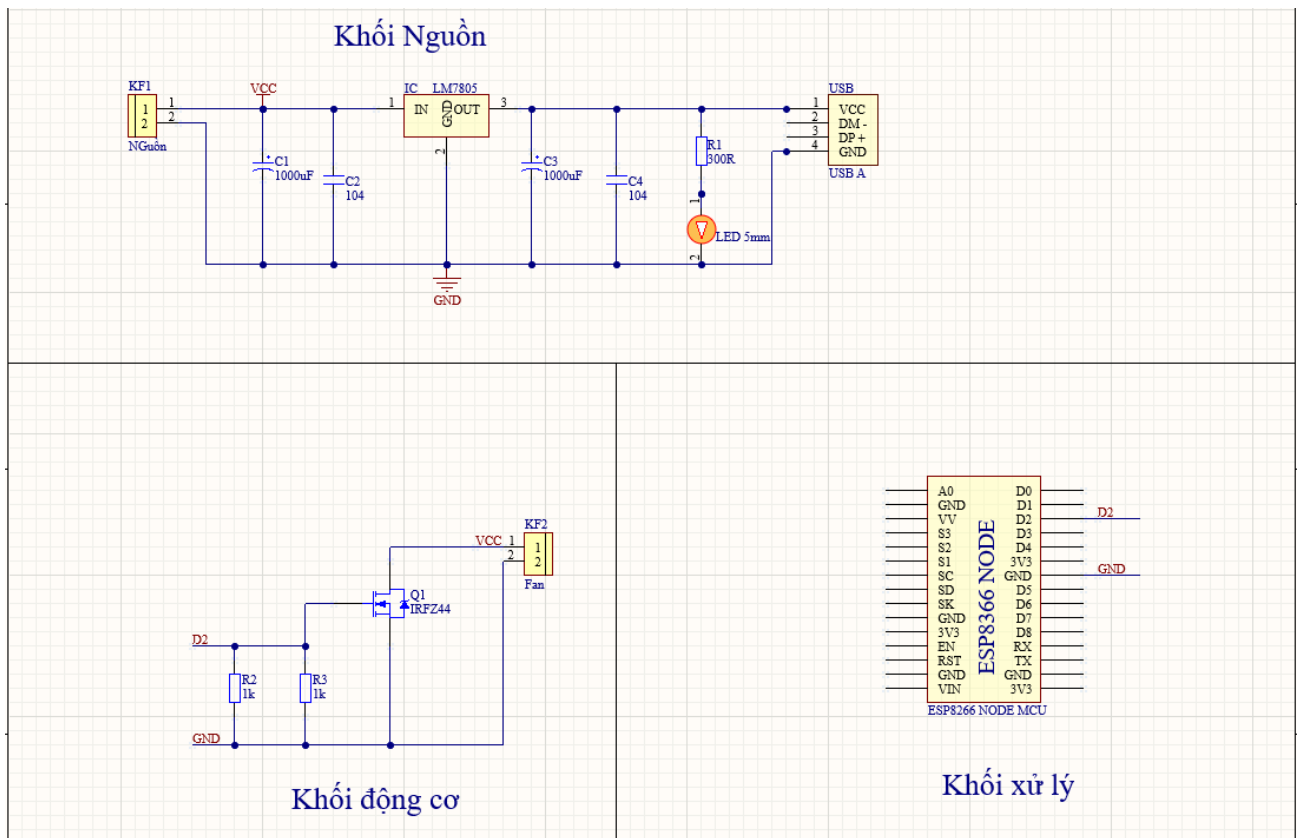 Khối Nguồn
KF1
1
2
1
2
NGuồn
VCC
C1
1000uF
C2
104
IC LM7805
1 IN GND OUT 3
2
GND
C3
1000uF
C4
104
R1
300R
1
LED 5mm
2
USB
1 VCC
2 DM -
3 DP +
4 GND
USB A
KF2
VCC 1 1
2 2
Fan
Q1
IRFZ44
D2
R2
1k
R3
1k
GND
Khối động cơ
A0 D0
GND D1
VV D2 D2
S3 D3
S2 D4
S1 3V3
SC GND GND
SD D5
SK D6
GND D7
3V3 D8
EN RX
RST TX
GND GND
VIN 3V3
ESP8366 NODE
ESP8266 NODE MCU
Khối xử lý